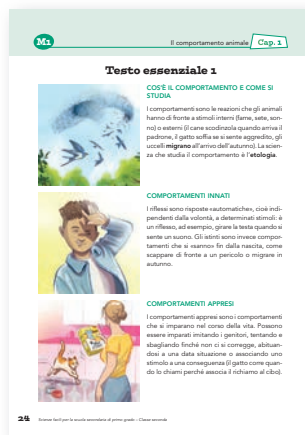 M1
Il comportamento animale
Cap. 1
Testo essenziale 1
COS'È IL COMPORTAMENTO E COME SI
STUDIA
I comportamenti sono le reazioni che gli animali
hanno di fronte a stimoli interni (fame, sete, son-
no) o esterni (il cane scodinzola quando arriva il
padrone, il gatto soffia se si sente aggredito, gli
uccelli migrano all'arrivo dell'autunno). La scien-
za che studia il comportamento è l'etologia.
COMPORTAMENTI INNATI
I riflessi sono risposte «automatiche», cioè indi-
pendenti dalla volontà, a determinati stimoli: è
un riflesso, ad esempio, girare la testa quando si
sente un suono. Gli istinti sono invece compor-
tamenti che si «sanno» fin dalla nascita, come
scappare di fronte a un pericolo o migrare in
autunno.
COMPORTAMENTI APPRESI
I comportamenti appresi sono i comportamenti
che si imparano nel corso della vita. Possono
essere imparati imitando i genitori, tentando e
sbagliando finché non ci si corregge, abituan-
dosi a una data situazione o associando uno
stimolo a una conseguenza (il gatto corre quan-
do lo chiami perché associa il richiamo al cibo).
24
Scienze facili per la scuola secondaria di primo grado – Classe seconda